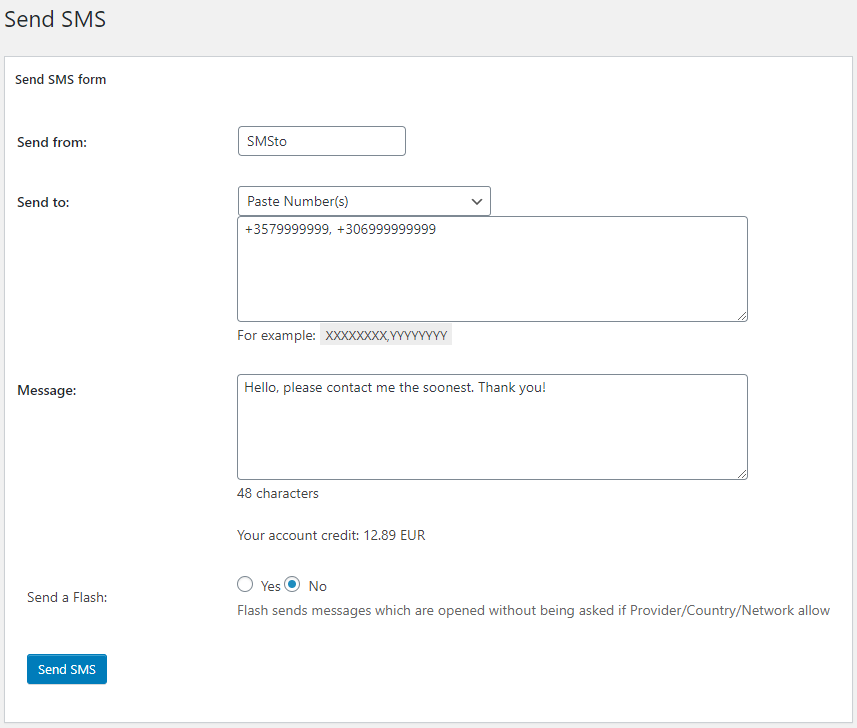 Send SMS
Send SMS form
Send from:
SMSto
Send to:
Paste Number(s)
+3579999999, +306999999999
For example: XXXXXXXX,YYYYYYYY
Message:
Hello, please contact me the soonest. Thank you!
48 characters
Your account credit: 12.89 EUR
Send a Flash:
Yes No
Flash sends messages which are opened without being asked if Provider/Country/Network allow
Send SMS